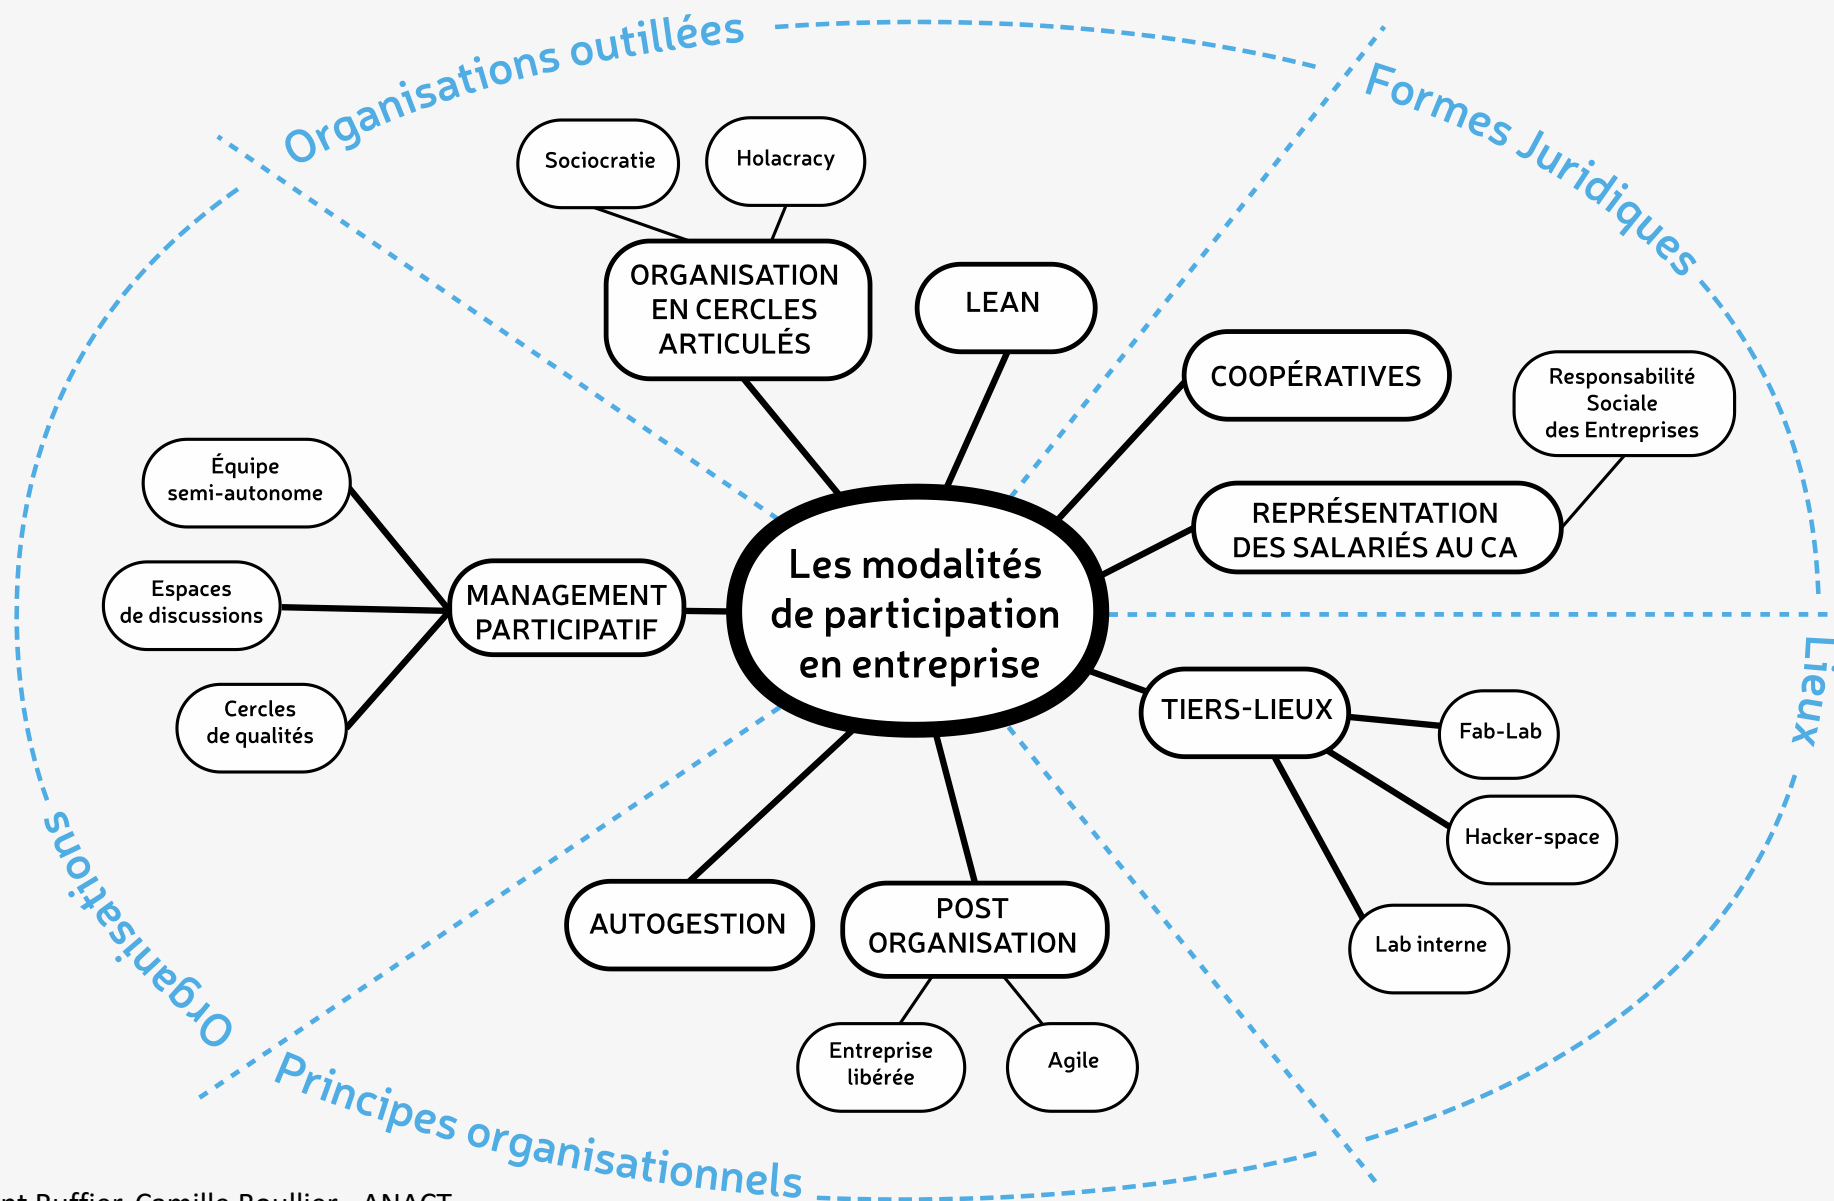 Organisations outillées
Formes Juridiques
Sociocratie
Holacracy
ORGANISATION
EN CERCLES
ARTICULÉS
LEAN
COOPÉRATIVES
Responsabilité
Sociale
des Entreprises
REPRÉSENTATION
DES SALARIÉS AU CA
Équipe
semi-autonome
Espaces
de discussions
Cercles
de qualités
MANAGEMENT
PARTICIPATIF
Les modalités
de participation
en entreprise
Lieux
TIERS-LIEUX
Fab-Lab
Hacker-space
Lab interne
Organisations
AUTOGESTION
POST
ORGANISATION
Entreprise
libérée
Agile
Principes organisationnels
Ruffier, Camille Boullier - ANACT